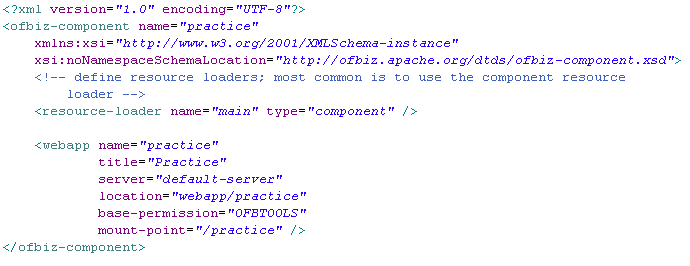 <?xml version="1.0" encoding="UTF-8"?>
<ofbiz-component name="practice"
    xmlns:xsi="http://www.w3.org/2001/XMLSchema-instance"
    xsi:noNamespaceSchemaLocation="http://ofbiz.apache.org/dtds/ofbiz-component.xsd">
    <!-- define resource loaders; most common is to use the component resource
        loader -->
    <resource-loader name="main" type="component" />

    <webapp name="practice"
            title="Practice"
            server="default-server"
            location="webapp/practice"
            base-permission="OFBTOOLS"
            mount-point="/practice" />
</ofbiz-component>